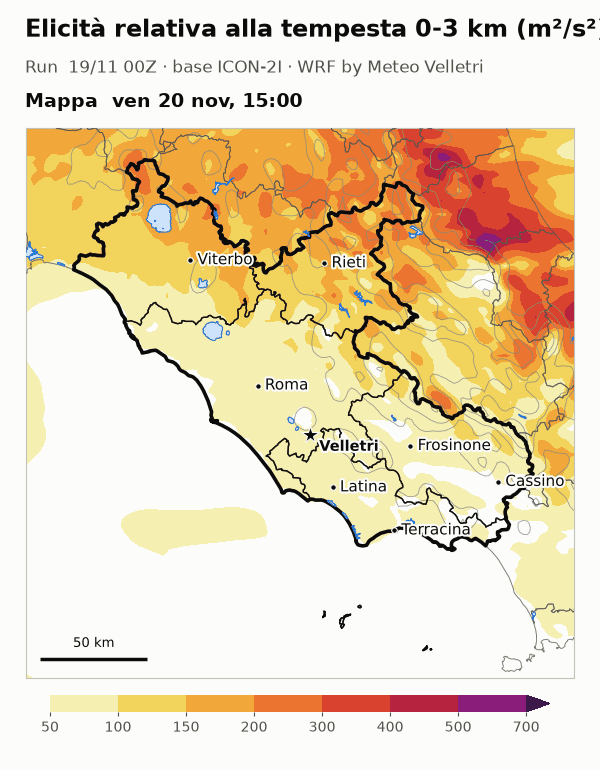 Elicità relativa alla tempesta 0-3 km (m²/s²)
Run  19/11 00Z · base ICON-2I · WRF by Meteo Velletri
Mappa  ven 20 nov, 15:00
Viterbo
Rieti
Roma
Velletri
Frosinone
Cassino
Latina
Terracina
50 km
50 100 150 200 300 400 500 700